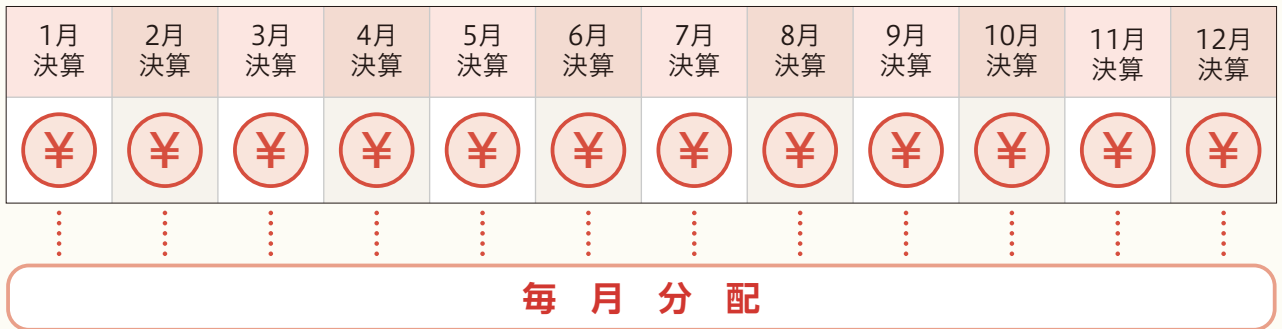 1月 2月 3月 4月 5月 6月 7月 8月 9月 10月 11月 12月
決算 決算 決算 決算 決算 決算 決算 決算 決算 決算 決算 決算
¥ ¥ ¥ ¥ ¥ ¥ ¥ ¥ ¥ ¥ ¥ ¥
毎月分配